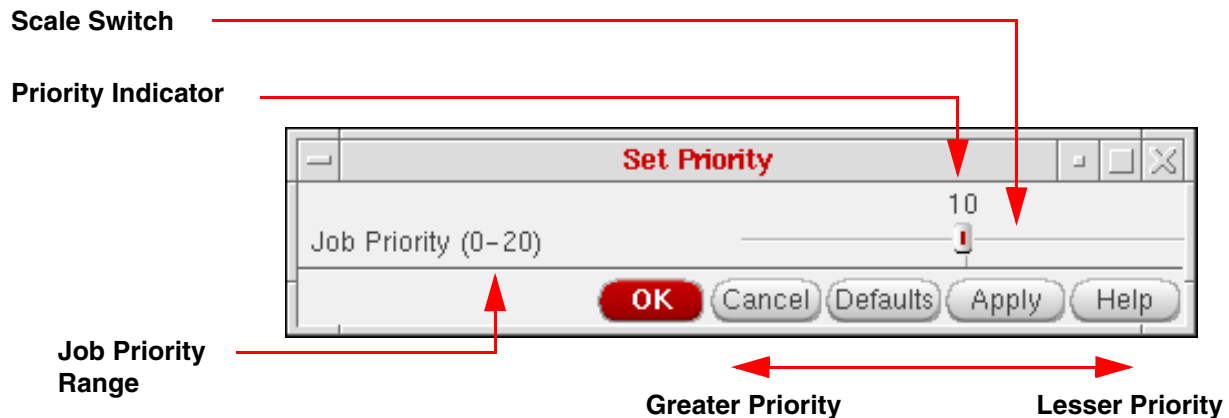 Scale Switch
Priority Indicator
Set Priority
10
Job Priority (0-20)
OK Cancel Defaults Apply Help
Job Priority
Range
Greater Priority Lesser Priority